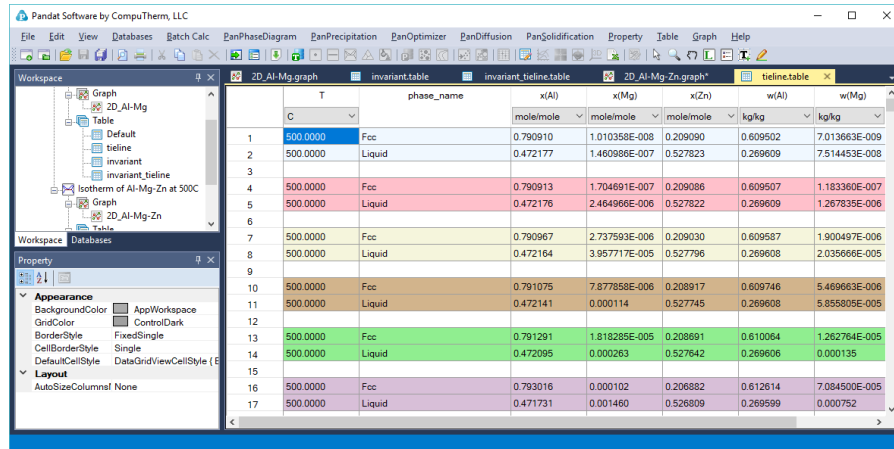 Pandat Software by CompuTherm, LLC
File Edit View Databases Batch Calc PanPhaseDiagram PanPrecipitation PanOptimizer PanDiffusion PanSolidification Property Table Graph Help
Workspace
2D_Al-Mg.graph invariant.table invariant_tieline.table 2D_Al-Mg-Zn.graph* tieline.table
Graph
2D_Al-Mg
Table
Default
tieline
invariant
invariant_tieline
Isotherm of Al-Mg-Zn at 500C
Graph
2D_Al-Mg-Zn
Table
Workspace Databases
Property
Appearance
BackgroundColor AppWorkspace
GridColor ControlDark
BorderStyle FixedSingle
CellBorderStyle Single
DefaultCellStyle DataGridViewCellStyle { E
Layout
AutoSizeColumnsI None
T phase_name x(Al) x(Mg) x(Zn) w(Al) w(Mg)
C mole/mole mole/mole mole/mole kg/kg kg/kg
1 500.0000 Fcc 0.790910 1.010358E-008 0.209090 0.609502 7.013663E-009
2 500.0000 Liquid 0.472177 1.460986E-007 0.527823 0.269609 7.514453E-008
3
4 500.0000 Fcc 0.790913 1.704691E-007 0.209086 0.609507 1.183360E-007
5 500.0000 Liquid 0.472176 2.464966E-006 0.527822 0.269609 1.267835E-006
6
7 500.0000 Fcc 0.790967 2.737593E-006 0.209030 0.609587 1.900497E-006
8 500.0000 Liquid 0.472164 3.957717E-005 0.527796 0.269608 2.035666E-005
9
10 500.0000 Fcc 0.791075 7.877858E-006 0.208917 0.609746 5.469663E-006
11 500.0000 Liquid 0.472141 0.000114 0.527745 0.269608 5.855805E-005
12
13 500.0000 Fcc 0.791291 1.818285E-005 0.208691 0.610064 1.262764E-005
14 500.0000 Liquid 0.472095 0.000263 0.527642 0.269606 0.000135
15
16 500.0000 Fcc 0.793016 0.000102 0.206882 0.612614 7.084500E-005
17 500.0000 Liquid 0.471731 0.001460 0.526809 0.269599 0.000752